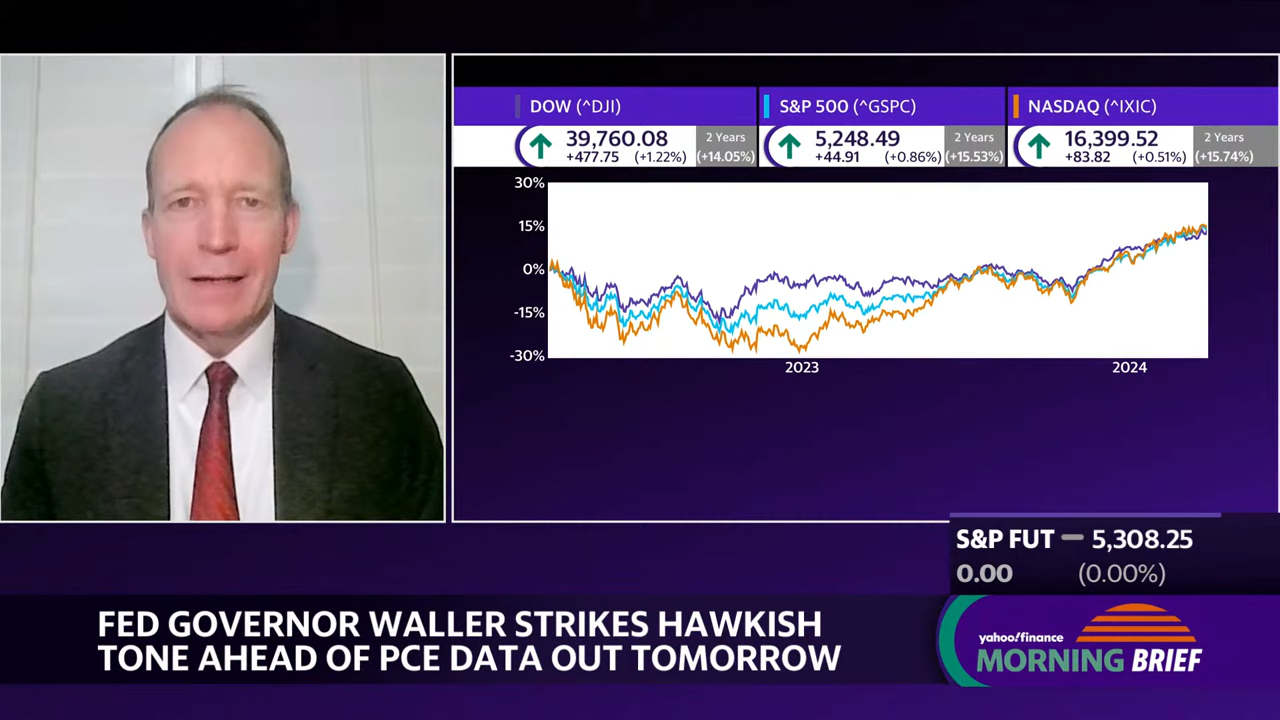 DOW (^DJI)
39,760.08
+477.75 (+1.22%)
2 Years
(+14.05%)
S&P 500 (^GSPC)
5,248.49
+44.91 (+0.86%)
2 Years
(+15.53%)
NASDAQ (^IXIC)
16,399.52
+83.82 (+0.51%)
2 Years
(+15.74%)
30%
15%
0%
-15%
-30%
2023
2024
S&P FUT 5,308.25
0.00 (0.00%)
FED GOVERNOR WALLER STRIKES HAWKISH
TONE AHEAD OF PCE DATA OUT TOMORROW
yahoo!finance
MORNING BRIEF